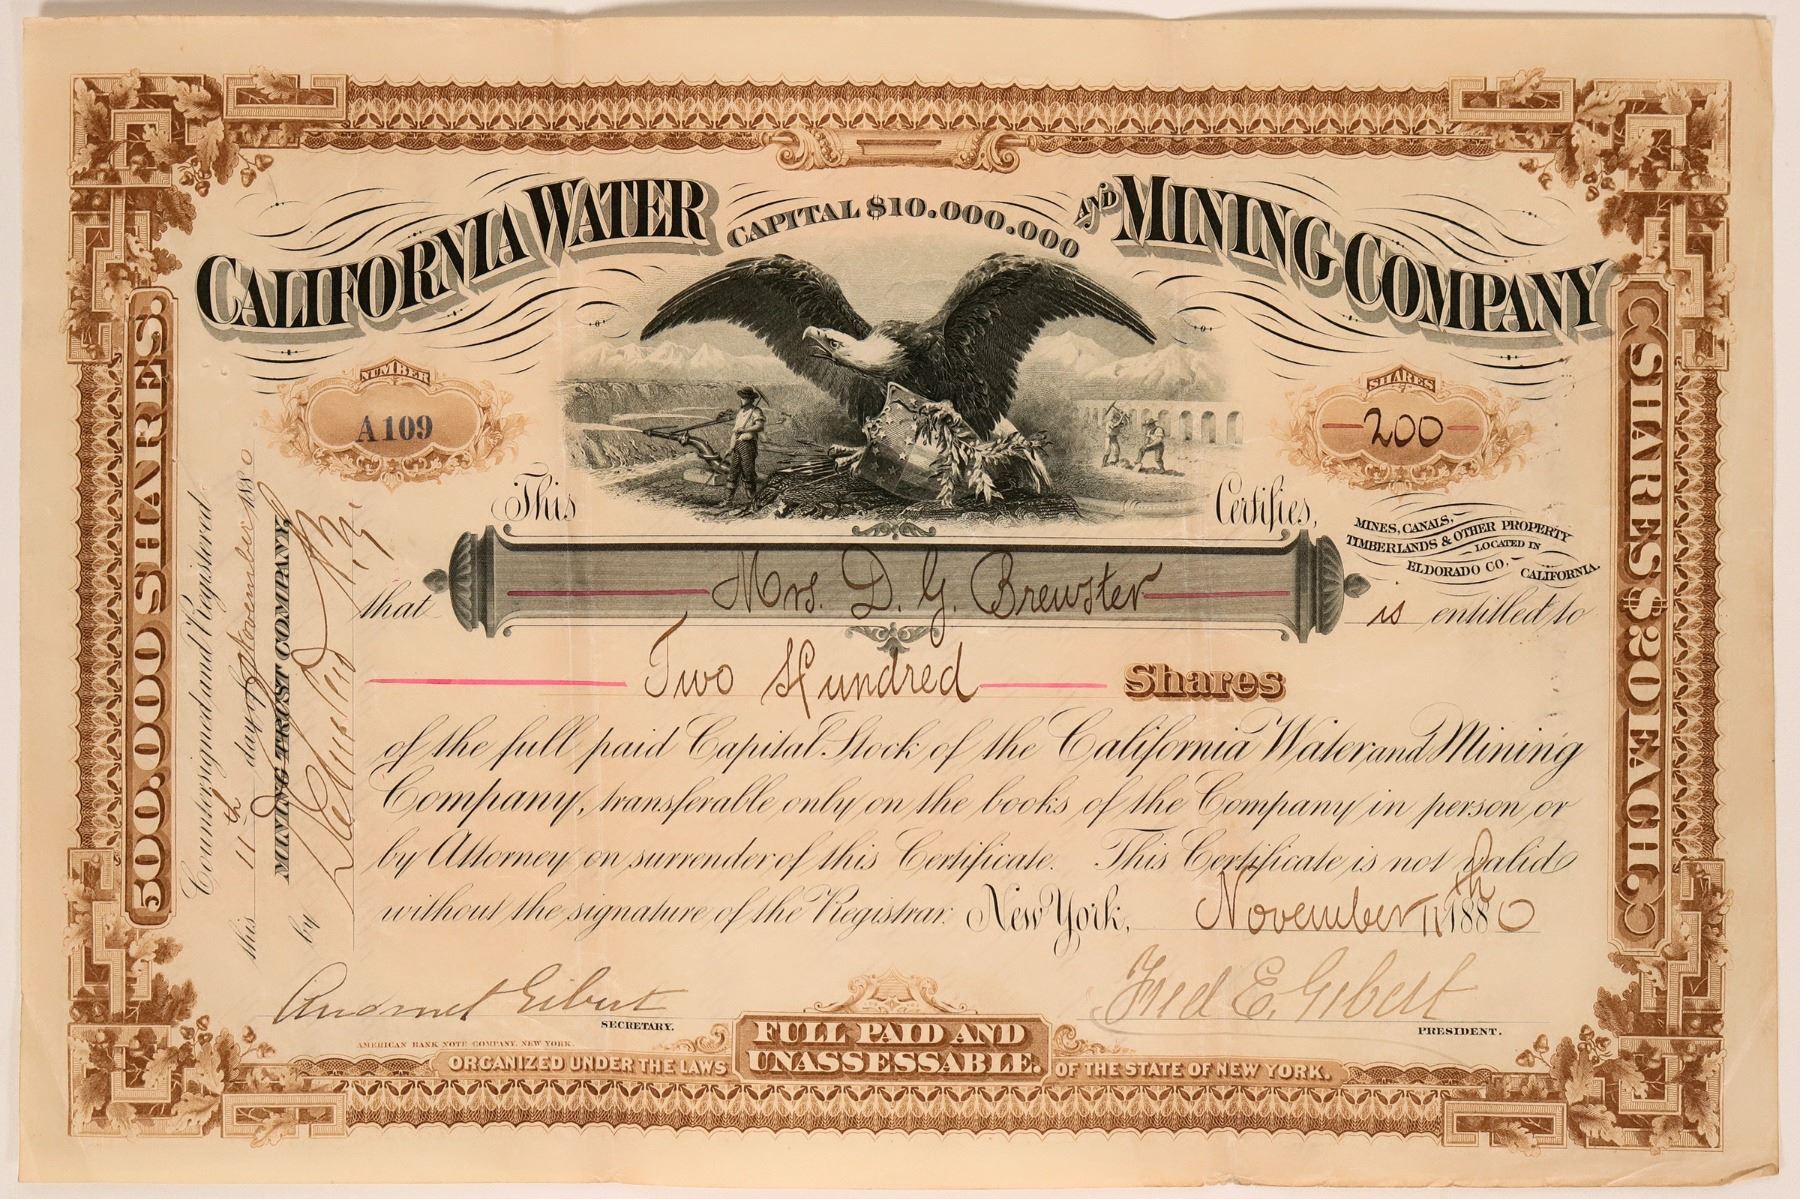 CALIFORNIA WATER AND MINING COMPANY
CAPITAL $10.000.000
NUMBER
A109
SHARES
200
This Certifies,
MINES, CANALS,
TIMBERLANDS & OTHER PROPERTY
LOCATED IN
ELDORADO CO. CALIFORNIA.
that Mrs. D. G. Brewster is entitled to
Two Hundred Shares
of the full paid Capital Stock of the California Water and Mining
Company, transferable only on the books of the Company in person, or
by Attorney on surrender of this Certificate. This Certificate is not valid
without the signature of the Registrar. New York, November 11th 1880
Fred E. Gibert
SECRETARY.
PRESIDENT.
AMERICAN BANK NOTE COMPANY, NEW YORK.
FULL PAID AND
UNASSESSABLE.
ORGANIZED UNDER THE LAWS OF THE STATE OF NEW YORK.
500.000 SHARES.
SHARES $20 EACH.
Countersigned and Registered
this 11th day of November 1880
MINING TRUST COMPANY,
by